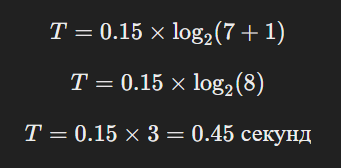 T = 0.15 × log₂(7 + 1)
T = 0.15 × log₂(8)
T = 0.15 × 3 = 0.45 секунд